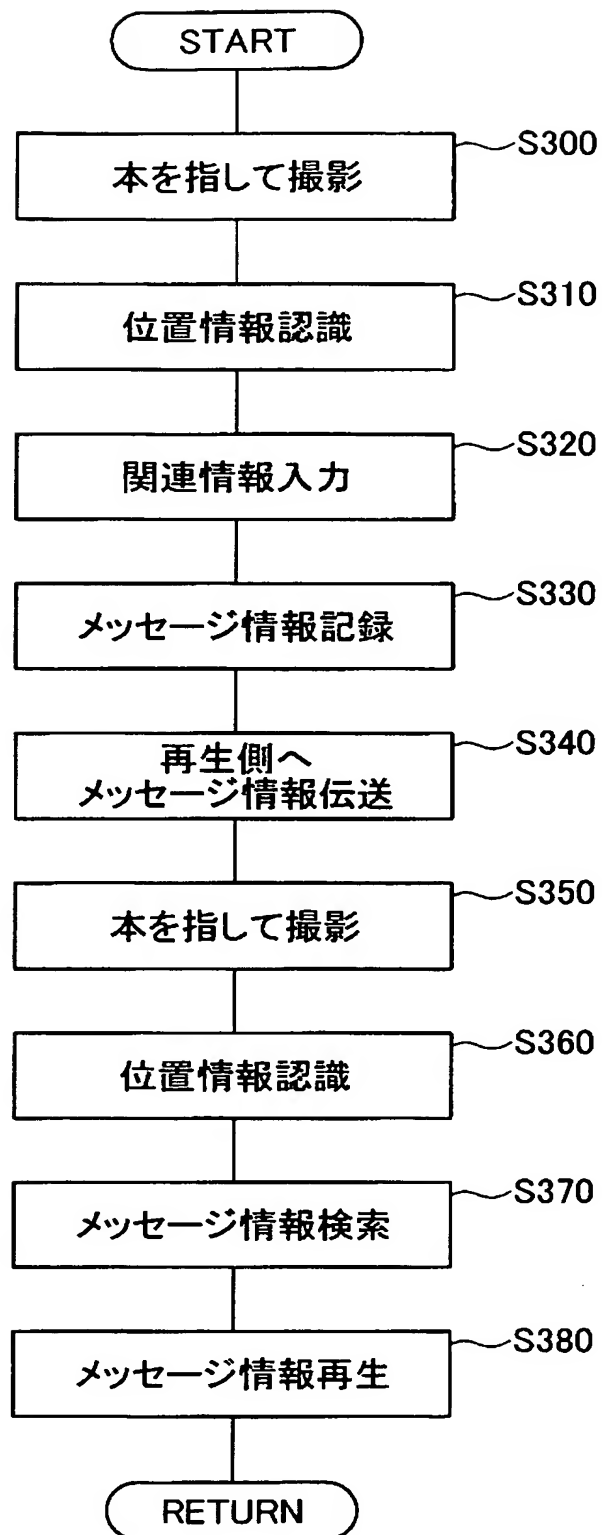 START
本を指して撮影
S300
位置情報認識
S310
関連情報入力
S320
メッセージ情報記録
S330
再生側へ
メッセージ情報伝送
S340
本を指して撮影
S350
位置情報認識
S360
メッセージ情報検索
S370
メッセージ情報再生
S380
RETURN